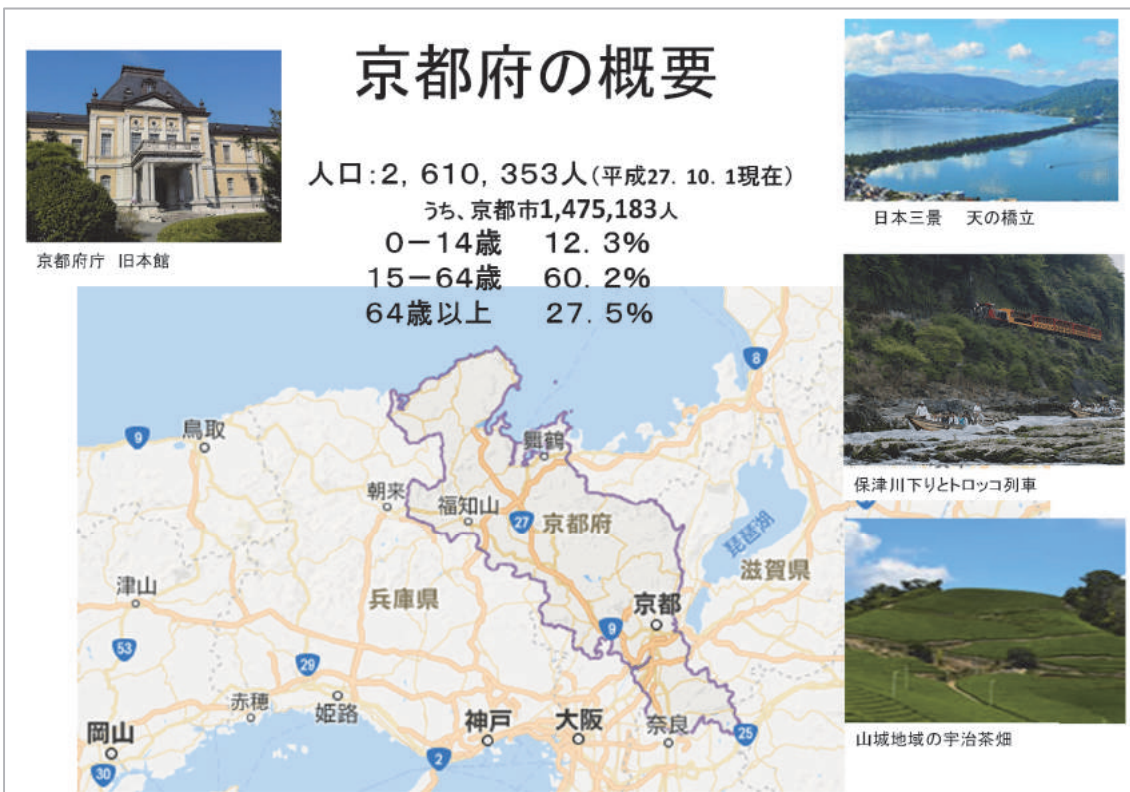 京都府の概要
人口:2,610,353人(平成27.10.1現在)
うち、京都市1,475,183人
0－14歳 12.3%
15－64歳 60.2%
64歳以上 27.5%
京都府庁 旧本館
日本三景 天の橋立
保津川下りとトロッコ列車
山城地域の宇治茶畑
8
9
鳥取
舞鶴
朝来
福知山
27
京都府
琵琶湖
滋賀県
津山
兵庫県
京都
9
53
29
赤穂
姫路
神戸
大阪
奈良
25
岡山
2
30